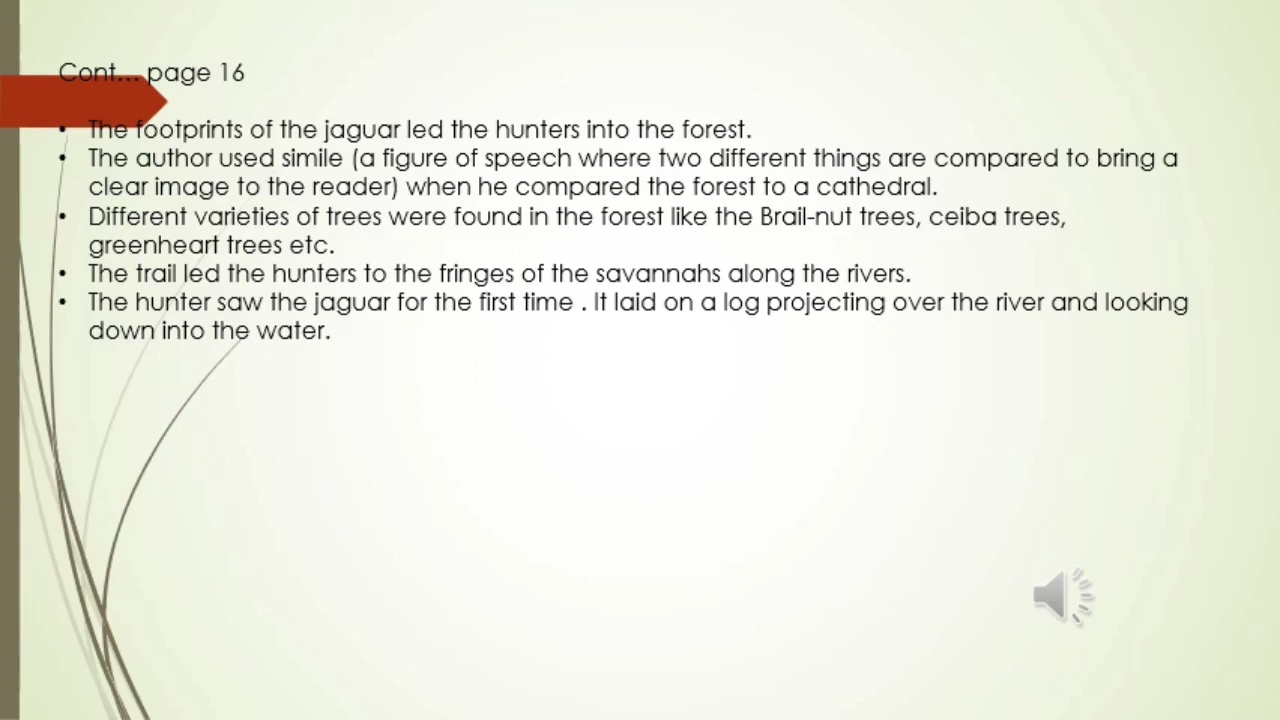 Cont... page 16
• The footprints of the jaguar led the hunters into the forest.
• The author used simile (a figure of speech where two different things are compared to bring a
clear image to the reader) when he compared the forest to a cathedral.
• Different varieties of trees were found in the forest like the Brail-nut trees, ceiba trees,
greenheart trees etc.
• The trail led the hunters to the fringes of the savannahs along the rivers.
• The hunter saw the jaguar for the first time . It laid on a log projecting over the river and looking
down into the water.